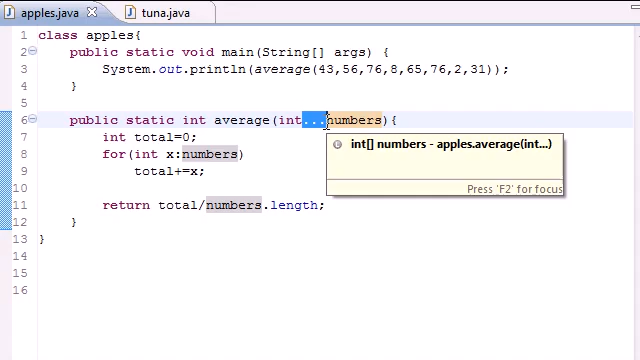 apples.java tuna.java
1 class apples{
2 public static void main(String[] args) {
3 System.out.println(average(43,56,76,8,65,76,2,31));
4 }
5
6 public static int average(int...numbers){
7 int total=0;
8 for(int x:numbers)
9 total+=x;
10
11 return total/numbers.length;
12 }
13 }
14
15
16
int[] numbers - apples.average(int...)
Press 'F2' for focus